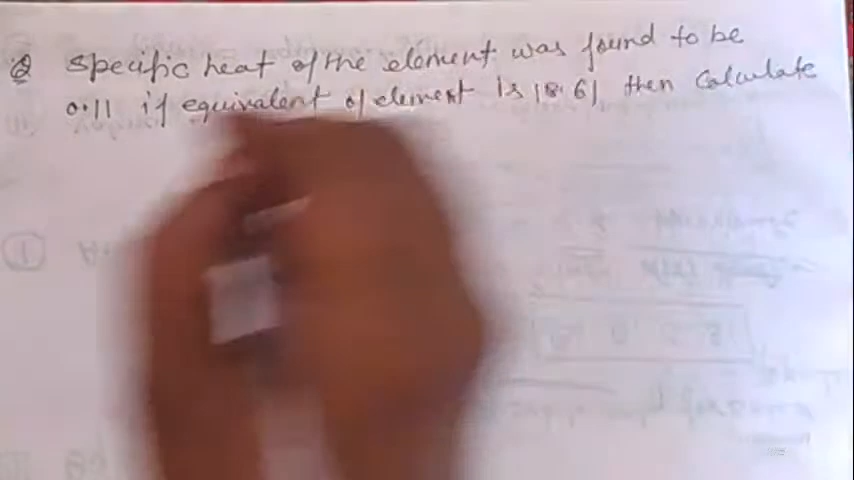 Q Specific heat of the element was found to be
0.11 if equivalent of element is 18.61 then calculate